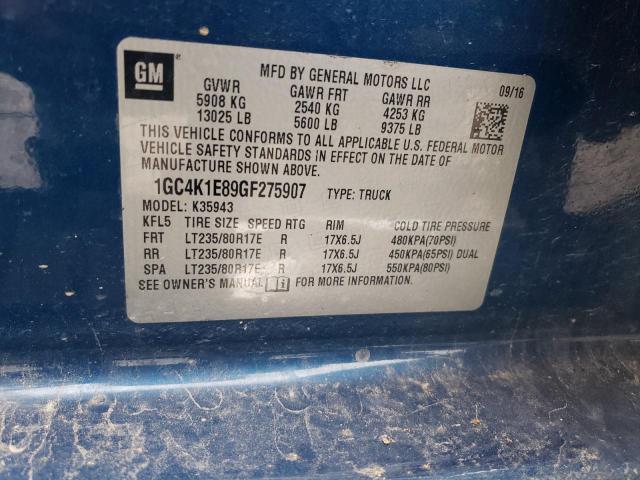 GM
MFD BY GENERAL MOTORS LLC
09/16
GVWR GAWR FRT GAWR RR
5908 KG 2540 KG 4253 KG
13025 LB 5600 LB 9375 LB
THIS VEHICLE CONFORMS TO ALL APPLICABLE U.S. FEDERAL MOTOR
VEHICLE SAFETY STANDARDS IN EFFECT ON THE DATE OF
MANUFACTURE SHOWN ABOVE.
1GC4K1E89GF275907 TYPE: TRUCK
MODEL: K35943
KFL5 TIRE SIZE SPEED RTG RIM COLD TIRE PRESSURE
FRT LT235/80R17E R 17X6.5J 480KPA(70PSI)
RR LT235/80R17E R 17X6.5J 450KPA(65PSI) DUAL
SPA LT235/80R17E R 17X6.5J 550KPA(80PSI)
SEE OWNER'S MANUAL i FOR MORE INFORMATION.